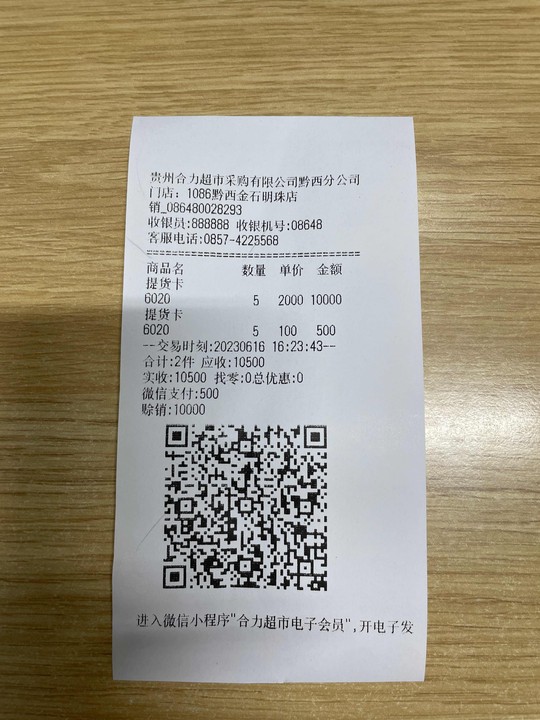 贵州合力超市采购有限公司黔西分公司
门店：1086黔西金石明珠店
销_086480028293
收银员:888888 收银机号:08648
客服电话:0857-4225568
商品名 数量 单价 金额
提货卡
6020 5 2000 10000
提货卡
6020 5 100 500
--交易时刻:20230616 16:23:43--
合计:2件 应收:10500
实收:10500 找零:0总优惠:0
微信支付:500
赊销:10000
进入微信小程序"合力超市电子会员",开电子发